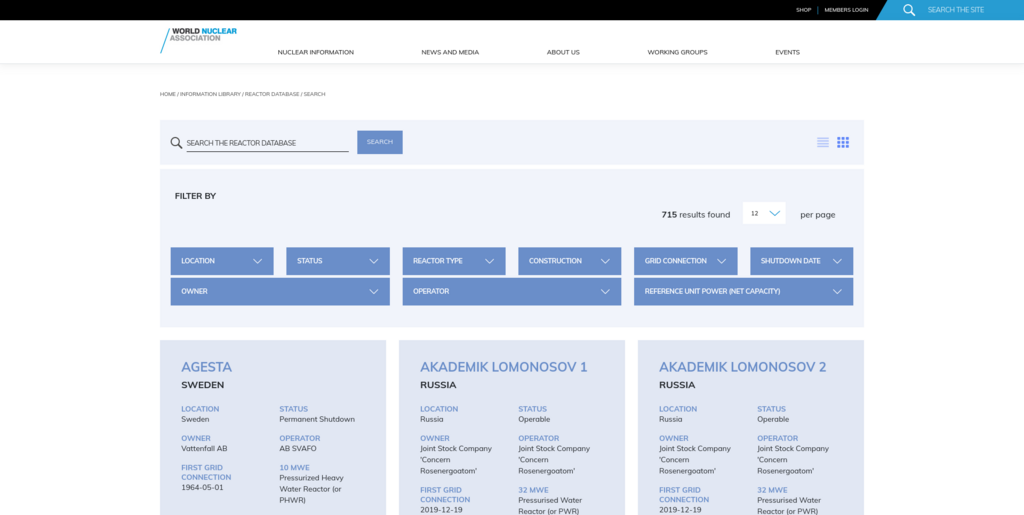 SHOP
MEMBERS LOGIN
SEARCH THE SITE
WORLD NUCLEAR
ASSOCIATION
NUCLEAR INFORMATION
NEWS AND MEDIA
ABOUT US
WORKING GROUPS
EVENTS
HOME / INFORMATION LIBRARY / REACTOR DATABASE / SEARCH
SEARCH THE REACTOR DATABASE
SEARCH
FILTER BY
715 results found
12
per page
LOCATION
STATUS
REACTOR TYPE
CONSTRUCTION
GRID CONNECTION
SHUTDOWN DATE
OWNER
OPERATOR
REFERENCE UNIT POWER (NET CAPACITY)
AGESTA
SWEDEN
LOCATION
Sweden
STATUS
Permanent Shutdown
OWNER
Vattenfall AB
OPERATOR
AB SVAFO
FIRST GRID
CONNECTION
1964-05-01
10 MWE
Pressurized Heavy
Water Reactor (or
PHWR)
AKADEMIK LOMONOSOV 1
RUSSIA
LOCATION
Russia
STATUS
Operable
OWNER
Joint Stock Company
'Concern
Rosenergoatom'
OPERATOR
Joint Stock Company
'Concern
Rosenergoatom'
FIRST GRID
CONNECTION
2019-12-19
32 MWE
Pressurised Water
Reactor (or PWR)
AKADEMIK LOMONOSOV 2
RUSSIA
LOCATION
Russia
STATUS
Operable
OWNER
Joint Stock Company
'Concern
Rosenergoatom'
OPERATOR
Joint Stock Company
'Concern
Rosenergoatom'
FIRST GRID
CONNECTION
2019-12-19
32 MWE
Pressurised Water
Reactor (or PWR)